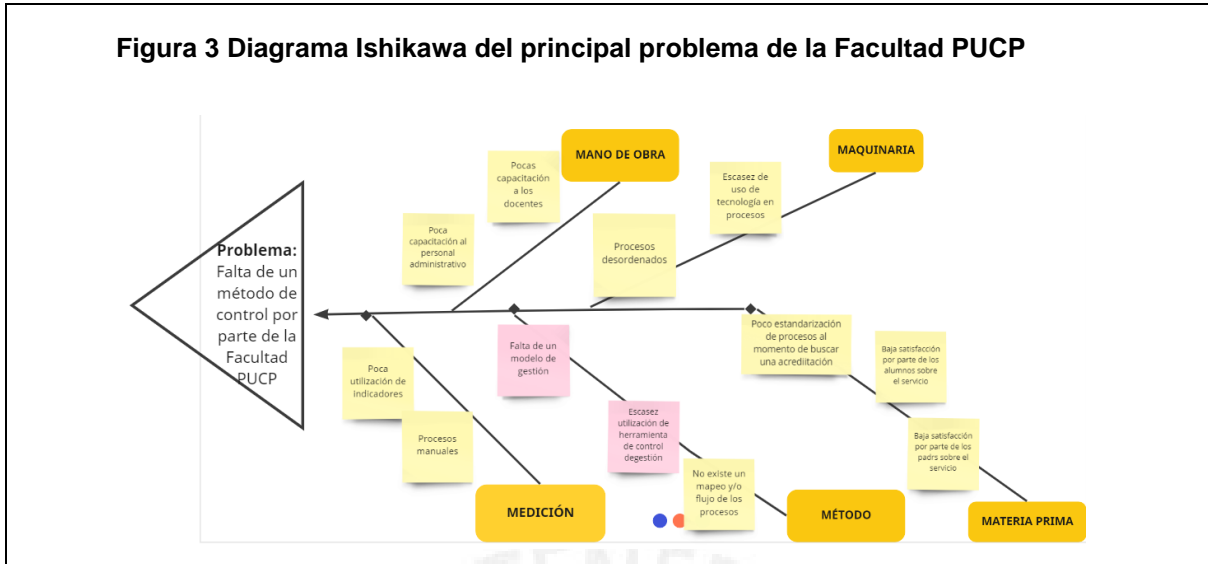 Figura 3 Diagrama Ishikawa del principal problema de la Facultad PUCP
MANO DE OBRA
MAQUINARIA
Pocas
capacitación
a los
docentes
Escasez de
uso de
tecnología en
procesos
Poca
capacitación al
personal
administrativo
Procesos
desordenados
Problema:
Falta de un
método de
control por
parte de la
Facultad
PUCP
Poca
utilización de
indicadores
Procesos
manuales
MEDICIÓN
Falta de un
modelo de
gestión
Escasez
utilización de
herramienta
de control
degestión
No existe un
mapeo y/o
flujo de los
procesos
MÉTODO
Poco estandarización
de procesos al
momento de buscar
una acrediitación
Baja satisfacción
por parte de los
alumnos sobre
el servicio
Baja satisfacción
por parte de los
padrs sobre el
servicio
MATERIA PRIMA